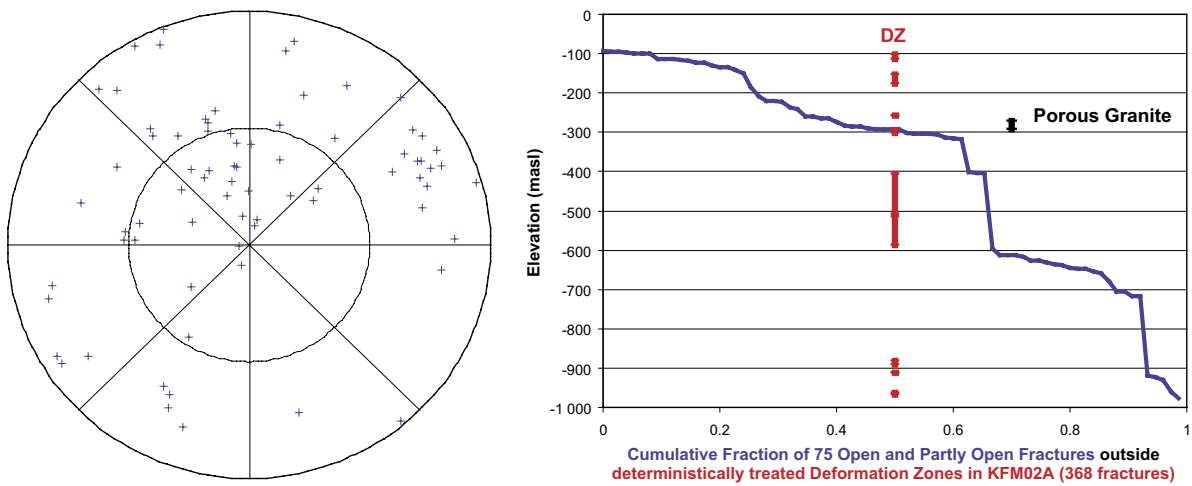 0
-100
-200
-300
-400
-500
-600
-700
-800
-900
-1 000
Elevation (masl)
DZ
Porous Granite
0 0.2 0.4 0.6 0.8 1
Cumulative Fraction of 75 Open and Partly Open Fractures outside
deterministically treated Deformation Zones in KFM02A (368 fractures)